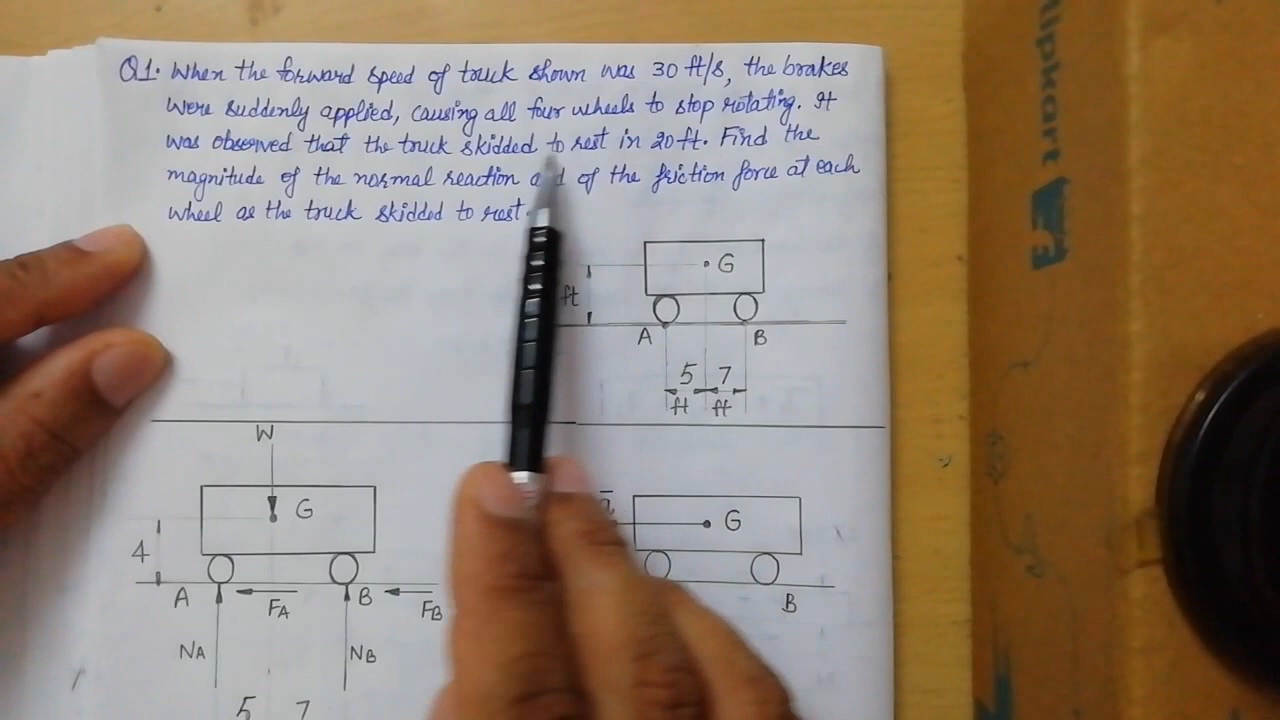 Q1. When the forward speed of truck shown was 30 ft/s, the brakes
were suddenly applied, causing all four wheels to stop rotating. It
was observed that the truck skidded to rest in 20 ft. Find the
magnitude of the normal reaction and of the friction force at each
wheel as the truck skidded to rest.
G
ft
A B
5 7
ft ft
W
G
4
A FA B FB
NA NB
5 7
ā
G
B
lipkart